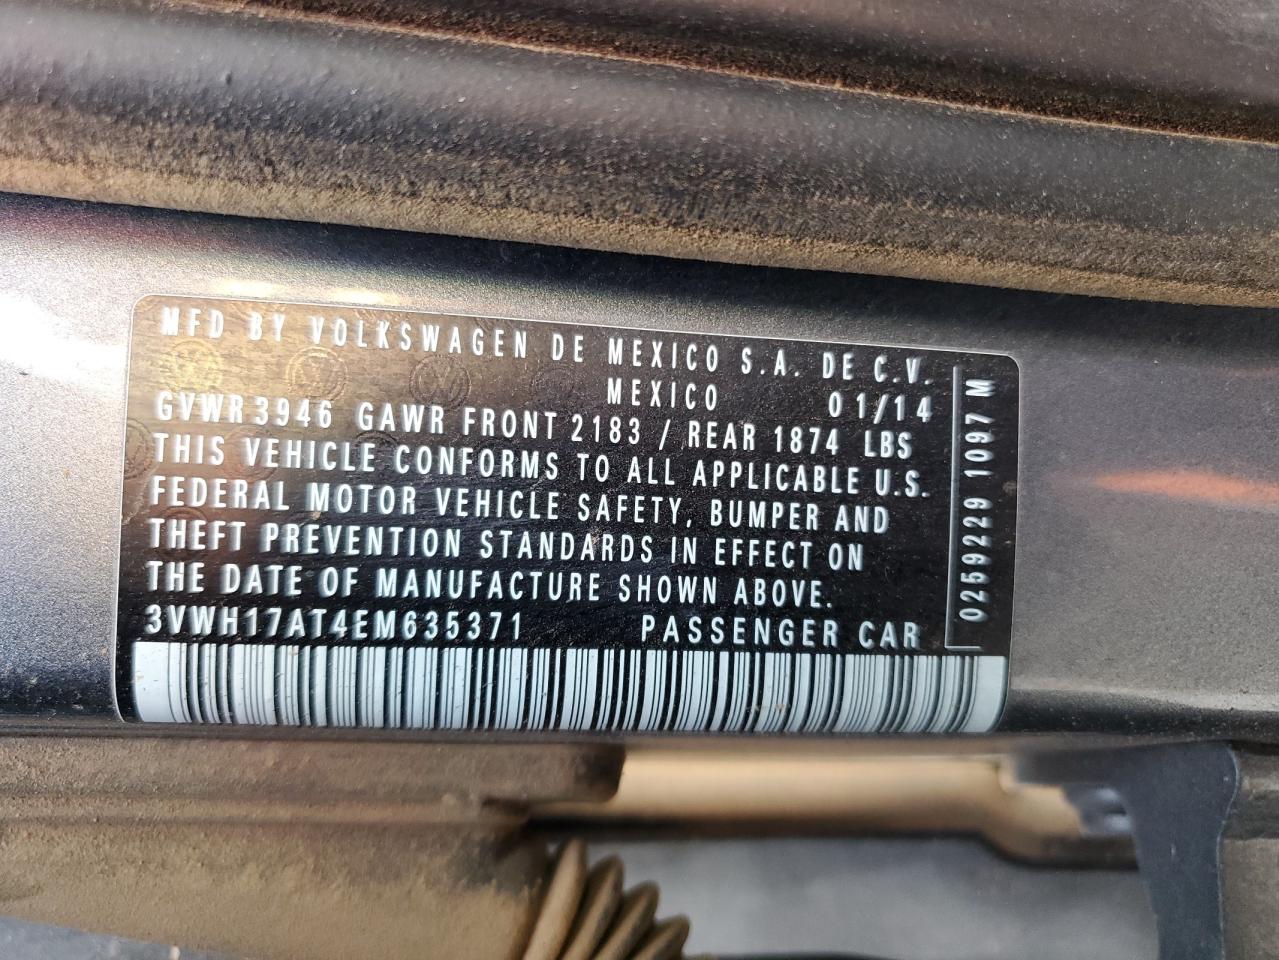 MFD BY VOLKSWAGEN DE MEXICO S.A. DE C.V.
MEXICO 01/14
GVWR 3946 GAWR FRONT 2183 / REAR 1874 LBS
THIS VEHICLE CONFORMS TO ALL APPLICABLE U.S.
FEDERAL MOTOR VEHICLE SAFETY, BUMPER AND
THEFT PREVENTION STANDARDS IN EFFECT ON
THE DATE OF MANUFACTURE SHOWN ABOVE.
3VWH17AT4EM635371 PASSENGER CAR
0259229 1097 M